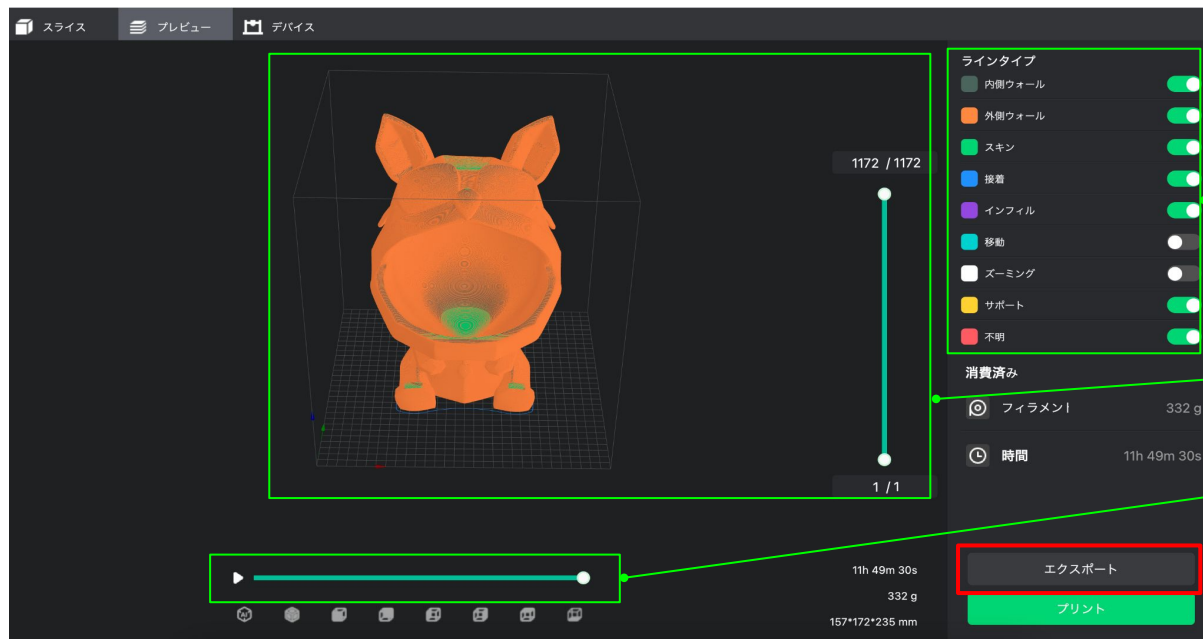 スライス
プレビュー
デバイス
ラインタイプ
内側ウォール
外側ウォール
スキン
接着
インフィル
移動
ズーミング
サポート
不明
1172 / 1172
1 / 1
消費済み
フィラメント 332 g
時間 11h 49m 30s
11h 49m 30s
332 g
157*172*235 mm
エクスポート
プリント
AI